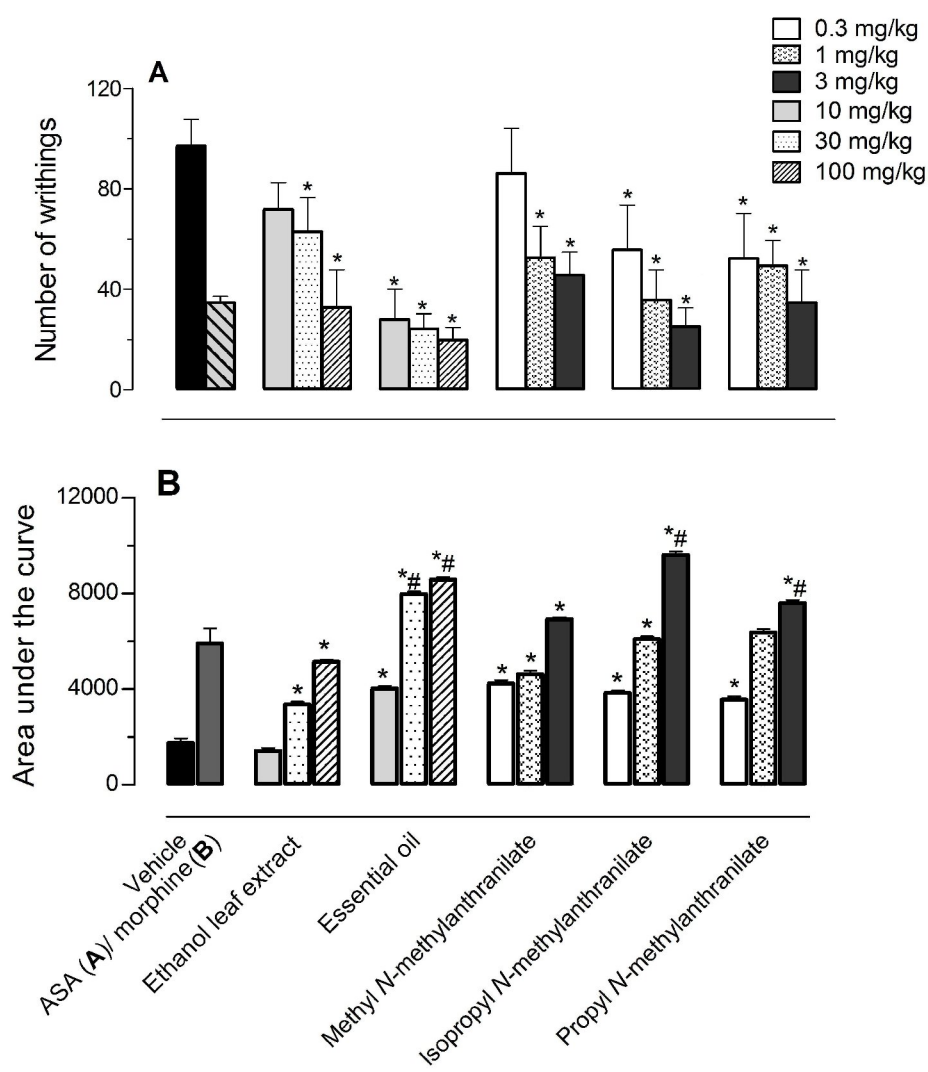 0.3 mg/kg
1 mg/kg
3 mg/kg
10 mg/kg
30 mg/kg
100 mg/kg
A
120
80
40
0
Number of writhings
*
*
*
*
*
*
*
*
*
*
*
*
*
B
12000
8000
4000
0
Area under the curve
*
*
*
*#
*#
*
*
*
*
*
*#
*
*#
Vehicle
ASA (A)/ morphine (B)
Ethanol leaf extract
Essential oil
Methyl N-methylanthranilate
Isopropyl N-methylanthranilate
Propyl N-methylanthranilate